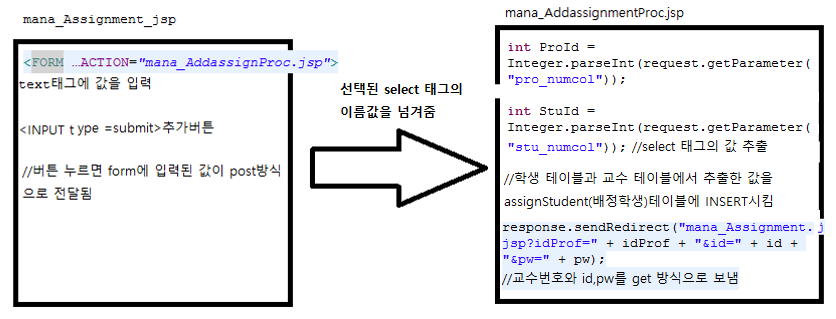 mana_Assignment_jsp
<FORM …ACTION="mana_AddassignProc.jsp">
text태그에 값을 입력
<INPUT t ype =submit>추가버튼
//버튼 누르면 form에 입력된 값이 post방식
으로 전달됨
선택된 select 태그의
이름값을 넘겨줌
mana_AddassignmentProc.jsp
int ProId =
Integer.parseInt(request.getParameter(
"pro_numcol"));
int StuId =
Integer.parseInt(request.getParameter(
"stu_numcol")); //select 태그의 값 추출
//학생 테이블과 교수 테이블에서 추출한 값을
assignStudent(배정학생)테이블에 INSERT시킴
response.sendRedirect("mana_Assignment.j
jsp?idProf=" + idProf + "&id=" + id +
"&pw=" + pw);
//교수번호와 id,pw를 get 방식으로 보냄